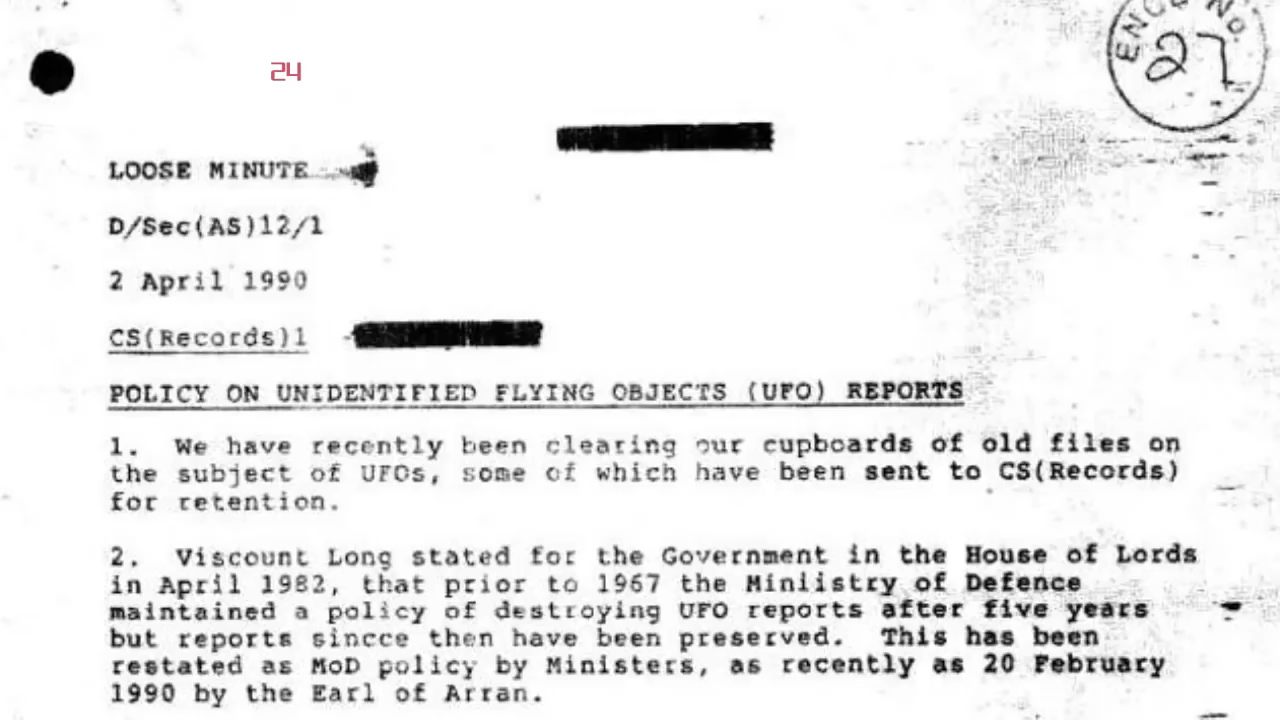 24
ENCL No.
27
LOOSE MINUTE
D/Sec(AS)12/1
2 April 1990
CS(Records)1
POLICY ON UNIDENTIFIED FLYING OBJECTS (UFO) REPORTS
1. We have recently been clearing our cupboards of old files on
the subject of UFOs, some of which have been sent to CS(Records)
for retention.
2. Viscount Long stated for the Government in the House of Lords
in April 1982, that prior to 1967 the Miniistry of Defence
maintained a policy of destroying UFO reports after five years
but reports sincce then have been preserved. This has been
restated as MoD policy by Ministers, as recently as 20 February
1990 by the Earl of Arran.